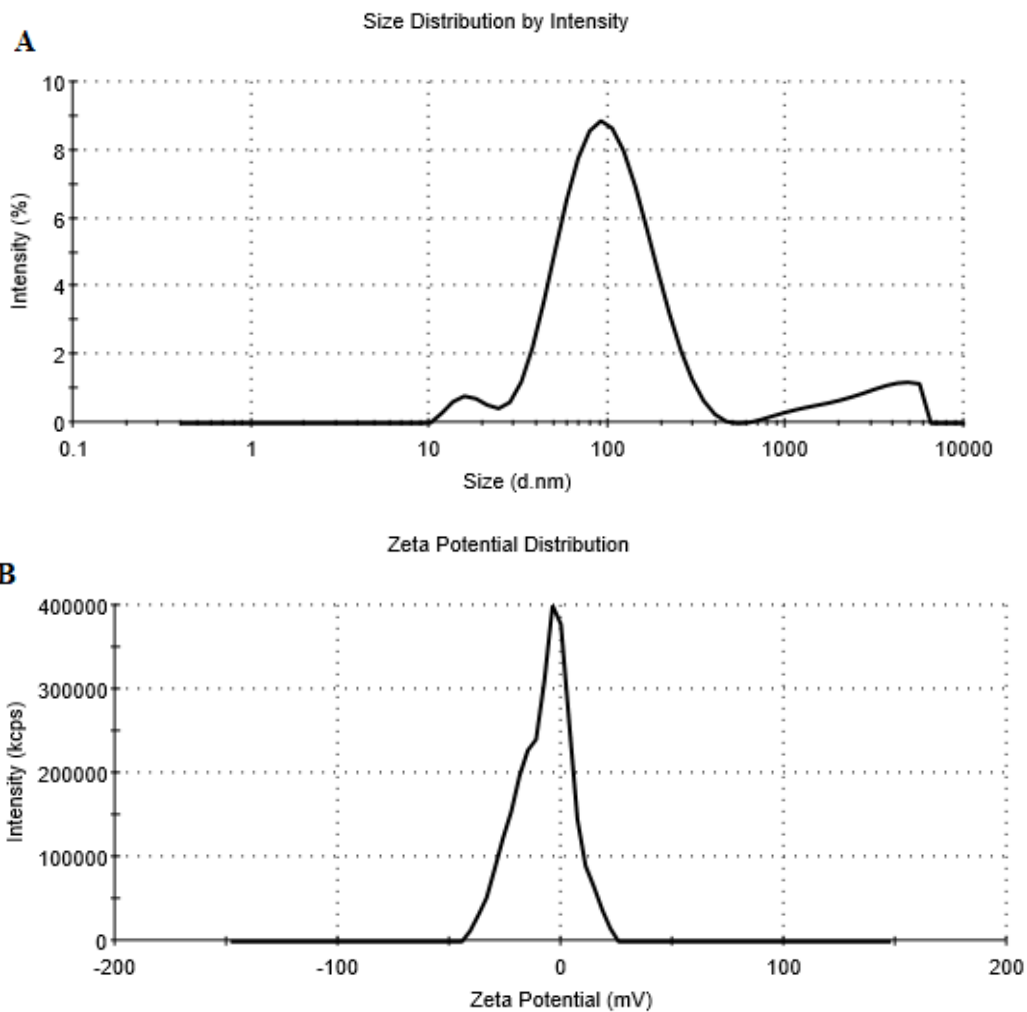 Size Distribution by Intensity
A
10
8
6
4
2
0
Intensity (%)
0.1 1 10 100 1000 10000
Size (d.nm)
Zeta Potential Distribution
B
400000
300000
200000
100000
0
Intensity (kcps)
-200 -100 0 100 200
Zeta Potential (mV)